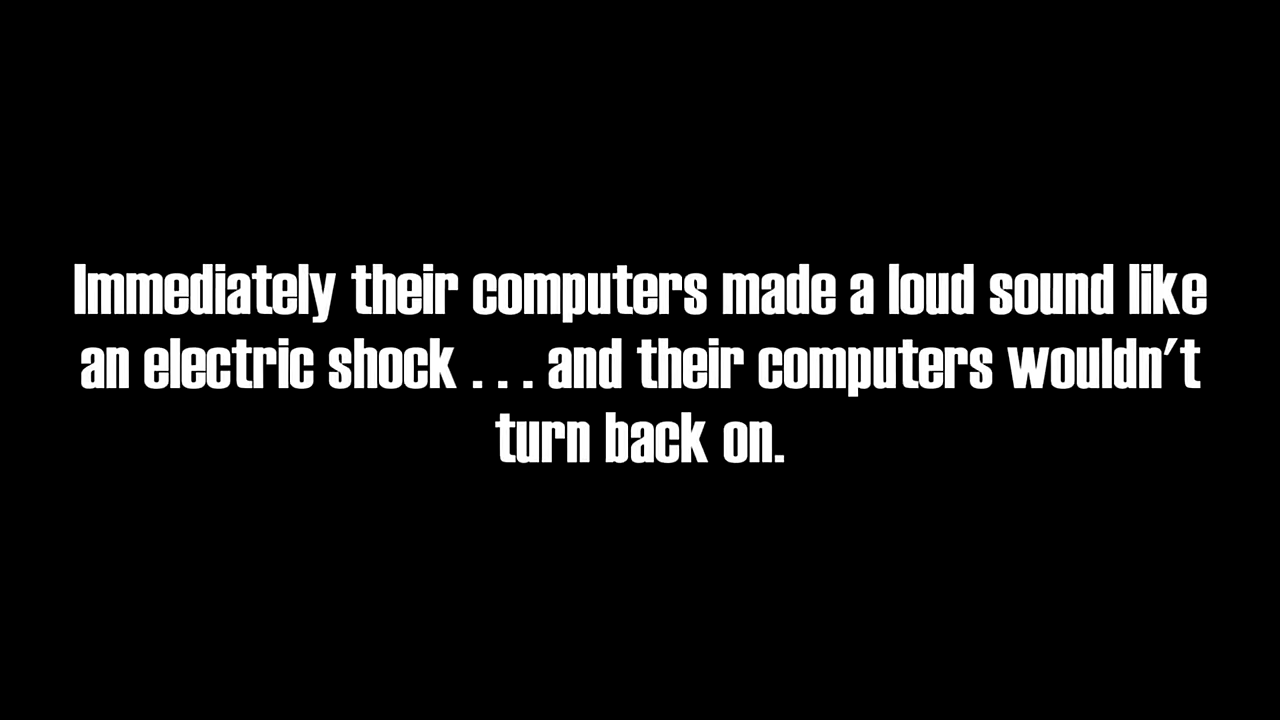 Immediately their computers made a loud sound like
an electric shock . . . and their computers wouldn't
turn back on.